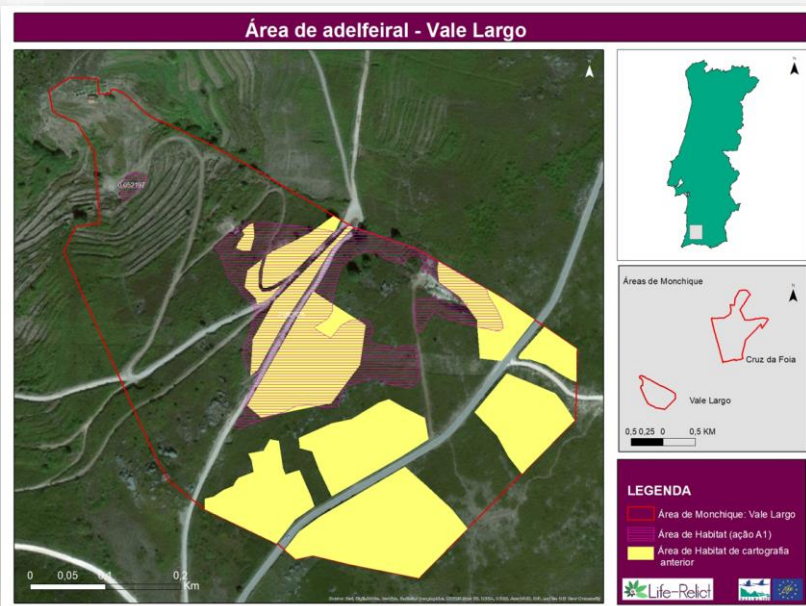 Área de adelfeiral - Vale Largo
N
0,052197
0 0,05 0,1 0,2
Km
N
Áreas de Monchique
N
Cruz da Foia
Vale Largo
0,5 0,25 0 0,5 KM
LEGENDA
Área de Monchique: Vale Largo
Área de Habitat (ação A1)
Área de Habitat de cartografia
anterior
Life-Relict